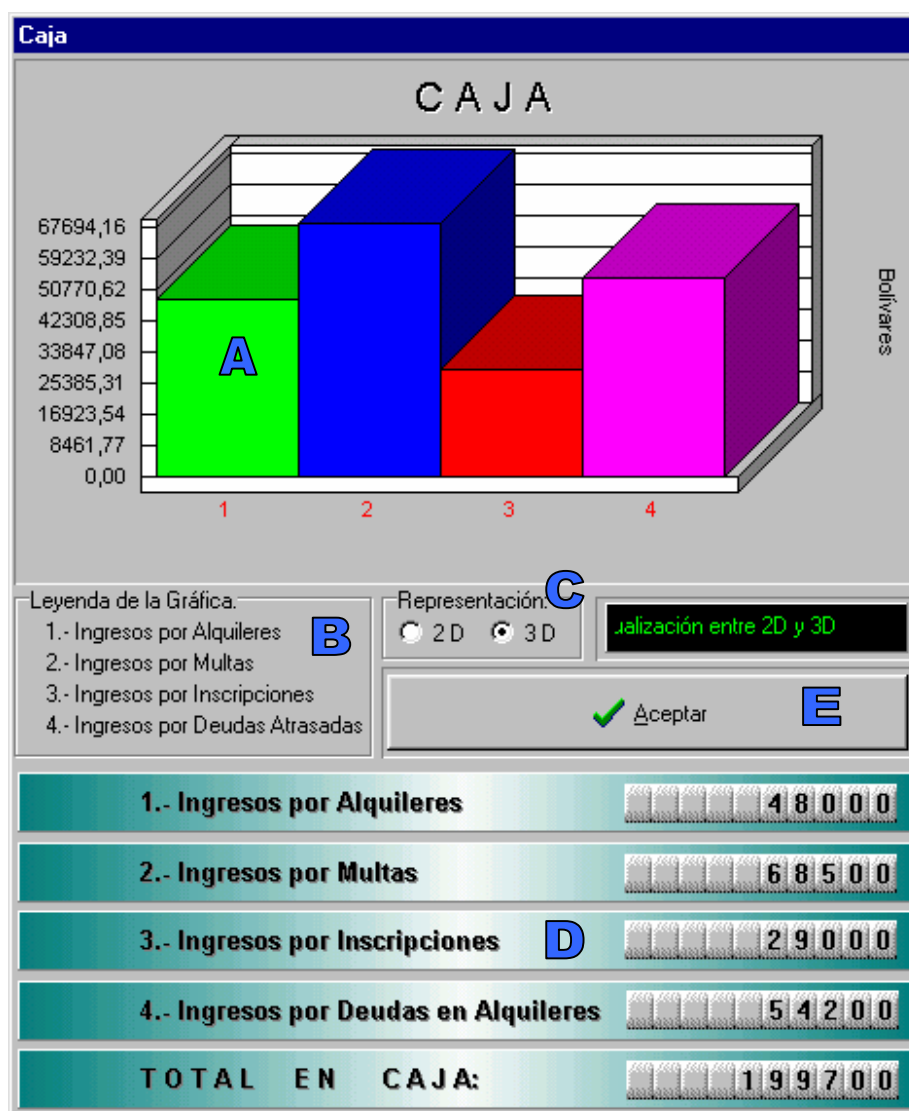 Caja
C A J A
67694,16
59232,39
50770,62
42308,85
33847,08
25385,31
16923,54
8461,77
0,00
Bolívares
A
1 2 3 4
Leyenda de la Gráfica.
1.- Ingresos por Alquileres
2.- Ingresos por Multas
3.- Ingresos por Inscripciones
4.- Ingresos por Deudas Atrasadas
B
Representación:
C
2 D 3 D
ualización entre 2D y 3D
Aceptar
E
1.- Ingresos por Alquileres 48000
2.- Ingresos por Multas 68500
3.- Ingresos por Inscripciones D 29000
4.- Ingresos por Deudas en Alquileres 54200
TOTAL EN CAJA: 199700